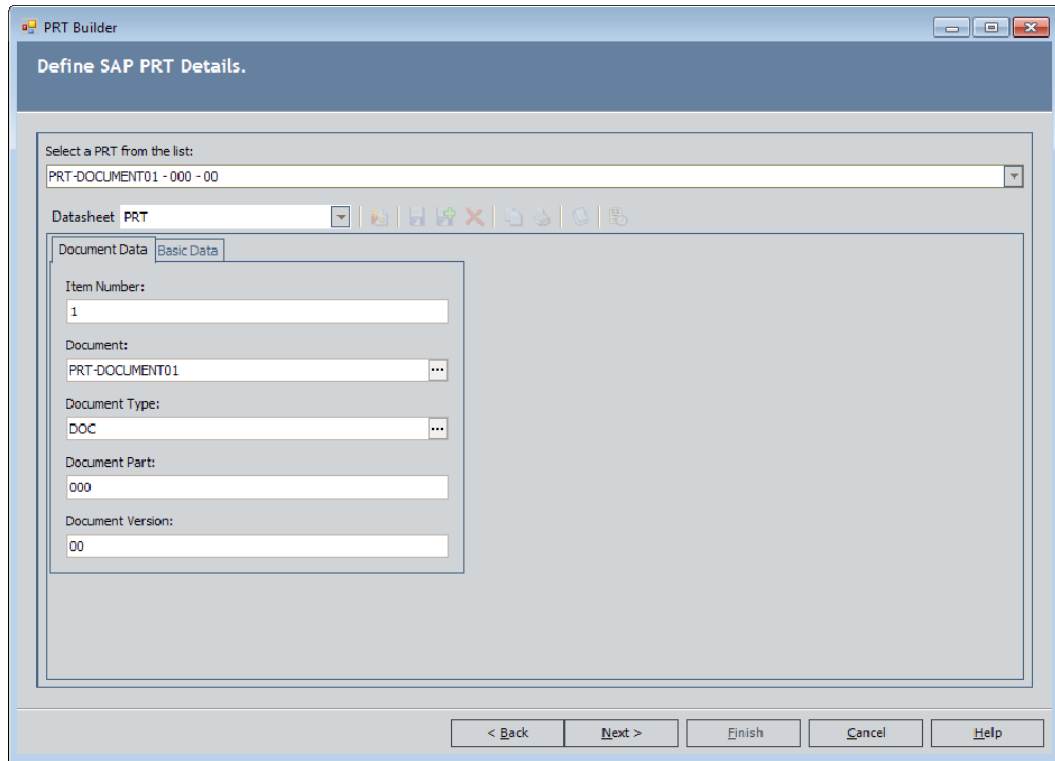 PRT Builder
Define SAP PRT Details.
Select a PRT from the list:
PRT-DOCUMENT01 - 000 - 00
Datasheet PRT
Document Data Basic Data
Item Number:
1
Document:
PRT-DOCUMENT01
...
Document Type:
DOC
...
Document Part:
000
Document Version:
00
< Back Next > Finish Cancel Help